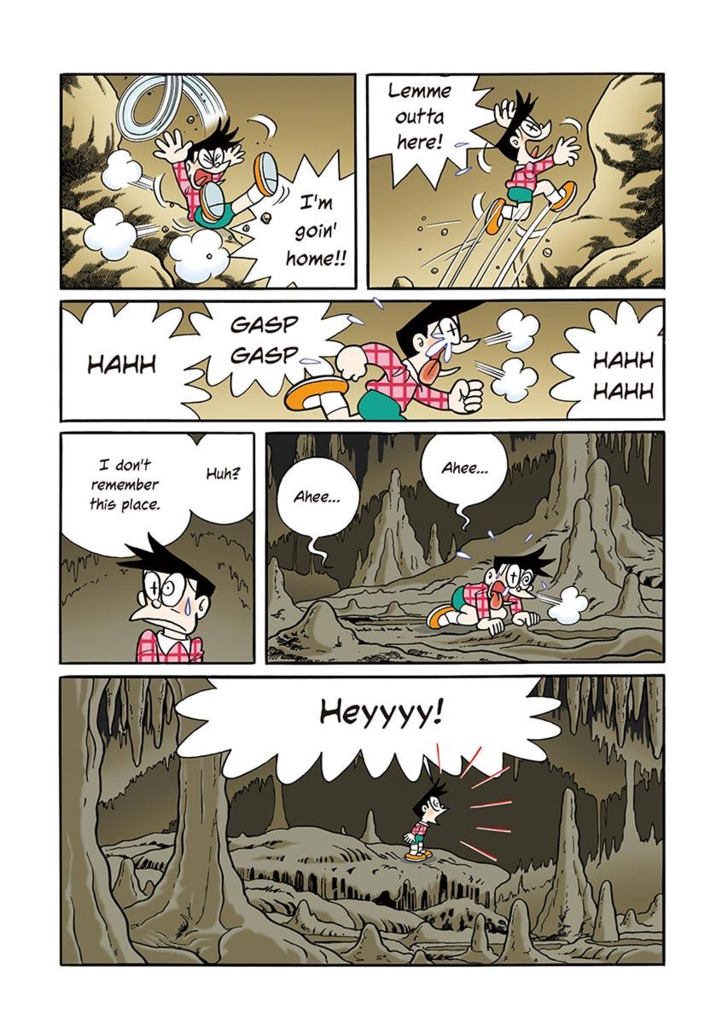 Lemme
outta
here!
I'm
goin'
home!!
HAHH
HAHH
GASP
GASP
HAHH
Ahee...
Ahee...
Huh?
I don't
remember
this place.
Heyyyy!